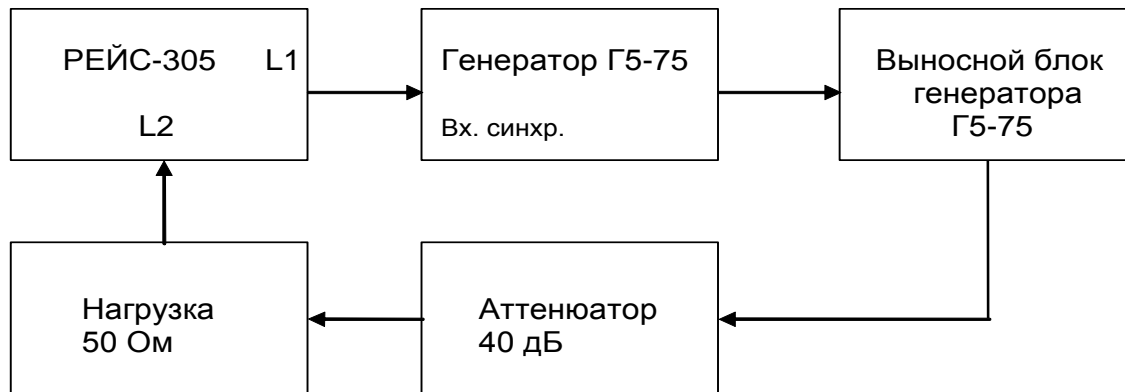 РЕЙС-305 L1
L2
Генератор Г5-75
Вх. синхр.
Выносной блок
генератора
Г5-75
Нагрузка
50 Ом
Аттенюатор
40 дБ